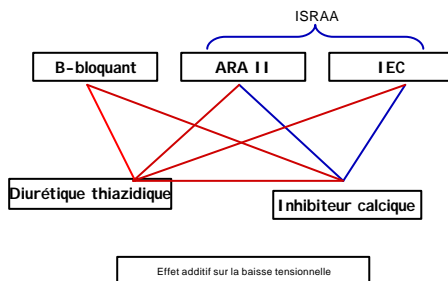 ISRAA
B-bloquant
ARA II
IEC
Diurétique thiazidique
Inhibiteur calcique
Effet additif sur la baisse tensionnelle